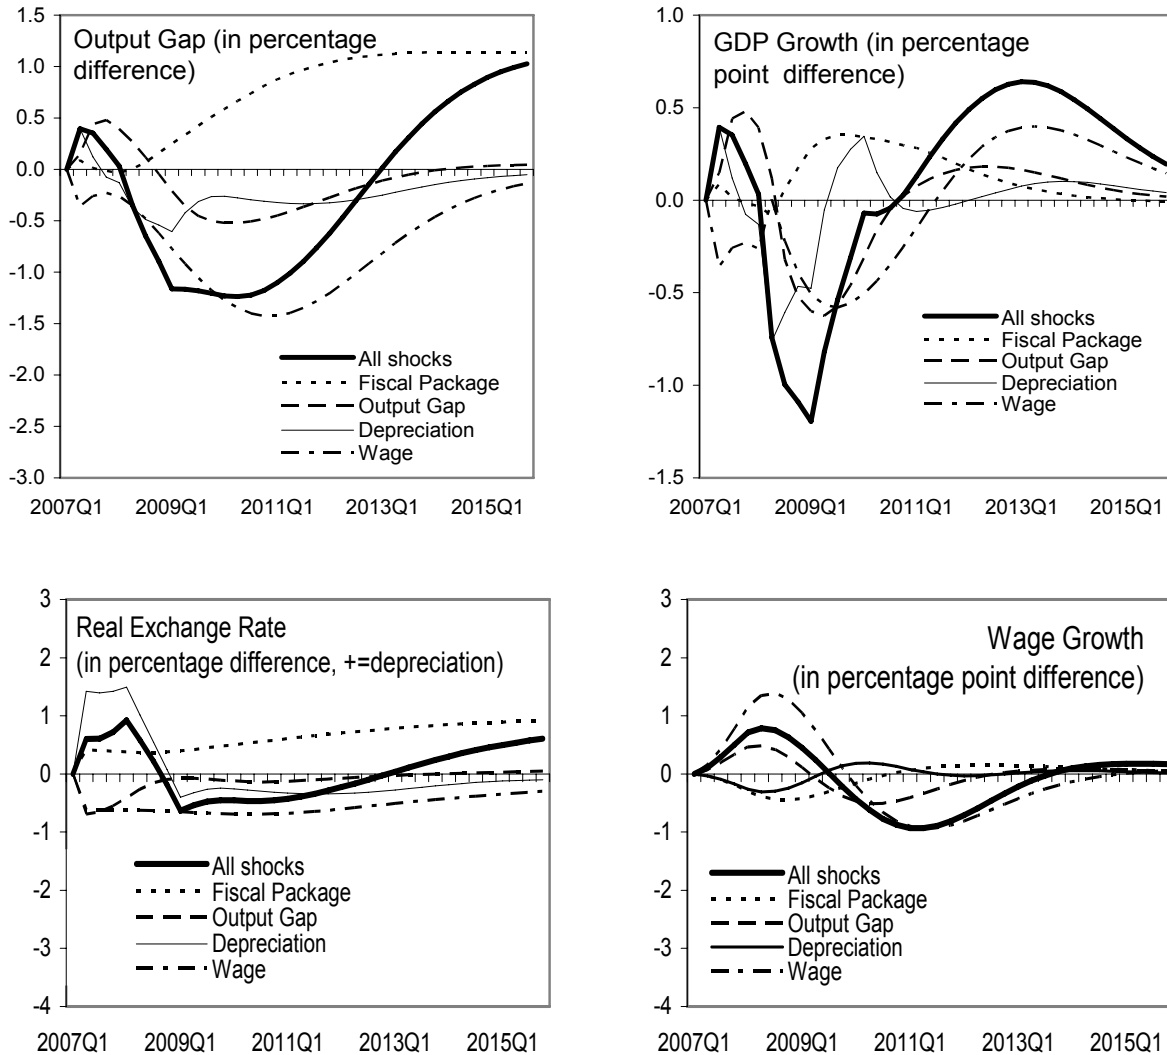 Output Gap (in percentage
difference)
1.5
1.0
0.5
0.0
-0.5
-1.0
-1.5
-2.0
-2.5
-3.0
All shocks
Fiscal Package
Output Gap
Depreciation
Wage
2007Q1 2009Q1 2011Q1 2013Q1 2015Q1
GDP Growth (in percentage
point difference)
1.0
0.5
0.0
-0.5
-1.0
-1.5
All shocks
Fiscal Package
Output Gap
Depreciation
Wage
2007Q1 2009Q1 2011Q1 2013Q1 2015Q1
Real Exchange Rate
(in percentage difference, +=depreciation)
3
2
1
0
-1
-2
-3
-4
All shocks
Fiscal Package
Output Gap
Depreciation
Wage
2007Q1 2009Q1 2011Q1 2013Q1 2015Q1
Wage Growth
(in percentage point difference)
3
2
1
0
-1
-2
-3
-4
All shocks
Fiscal Package
Output Gap
Depreciation
Wage
2007Q1 2009Q1 2011Q1 2013Q1 2015Q1